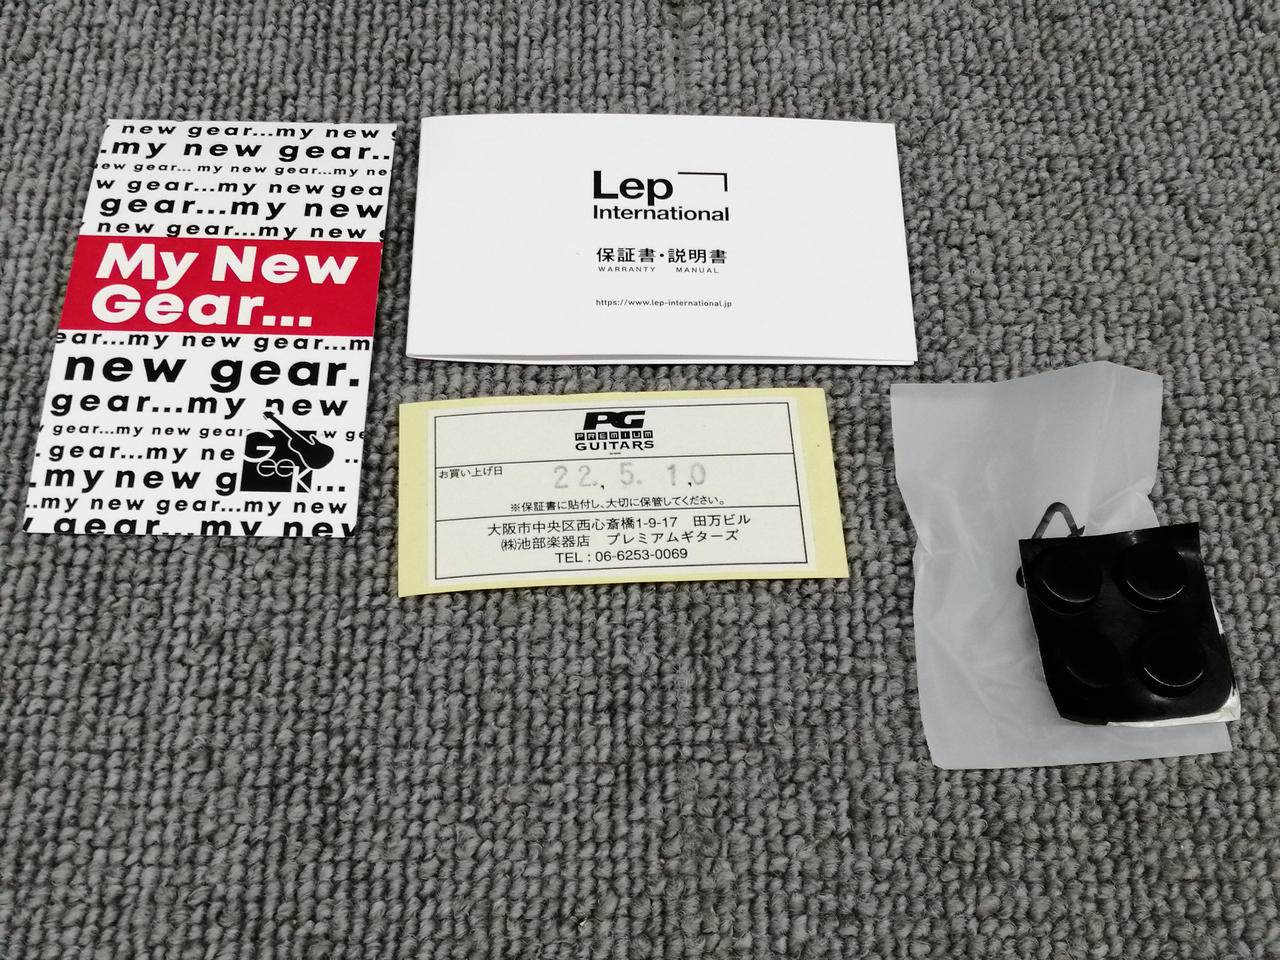 new gear...my new g
.my new gear..
ew gear... my new gear...my ne
w gear...my new gea
gear...my new
new gear...my new
My New
Gear...
ear...my new gear...m
new gear.
gear...my new
gear...my new gear
w ge
gear...my ne
GeeK
.my new g
...
...my new gear...my new
gear...my new
Lep
International
保証書・説明書
WARRANTY MANUAL
https://www.lep-international.jp
PG
PREMIUM
GUITARS
お買い上げ日 22. 5. 10
※保証書に貼付し、大切に保管してください。
大阪市中央区西心斎橋1-9-17 田万ビル
㈱池部楽器店 プレミアムギターズ
TEL : 06-6253-0069